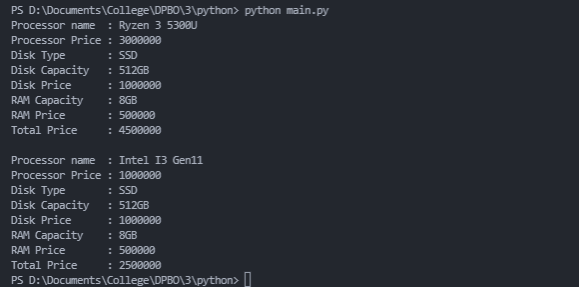 PS D:\Documents\College\DPBO\3\python> python main.py
Processor name  : Ryzen 3 5300U
Processor Price : 3000000
Disk Type       : SSD
Disk Capacity   : 512GB
Disk Price      : 1000000
RAM Capacity    : 8GB
RAM Price       : 500000
Total Price     : 4500000
Processor name  : Intel I3 Gen11
Processor Price : 1000000
Disk Type       : SSD
Disk Capacity   : 512GB
Disk Price      : 1000000
RAM Capacity    : 8GB
RAM Price       : 500000
Total Price     : 2500000
PS D:\Documents\College\DPBO\3\python>